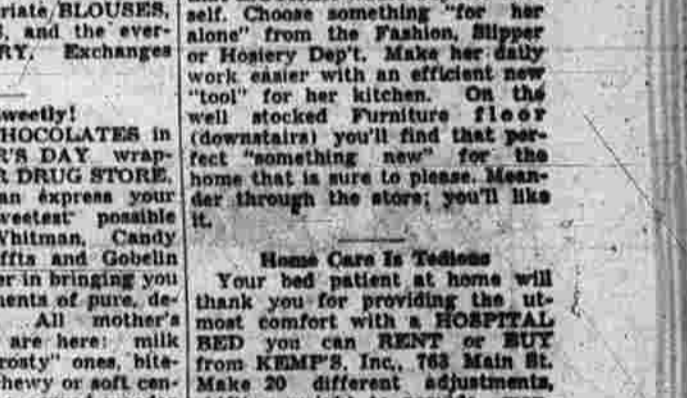 riate BLOUSES,
, and the ever-
RY. Exchanges
weetly!
HOCOLATES in
R'S DAY wrap-
R DRUG STORE.
an express your
weetest possible
Whitman, Candy
ffts and Gobelin
er in bringing you
ments of pure, de-
All mother's
are here: milk
rosty" ones, bite-
chewy or soft cen-
self. Choose something "for her
alone" from the Fashion, Slipper
or Hosiery Dep't. Make her daily
work easier with an efficient new
"tool" for her kitchen. On the
well stocked Furniture floor
(downstairs) you'll find that per-
fect "something new" for the
home that is sure to please. Mean-
der through the store; you'll like
it.
Home Care Is Tedious
Your bed patient at home will
thank you for providing the ut-
most comfort with a HOSPITAL
BED you can RENT or BUY
from KEMP'S, Inc., 763 Main St.
Make 20 different adjustments,